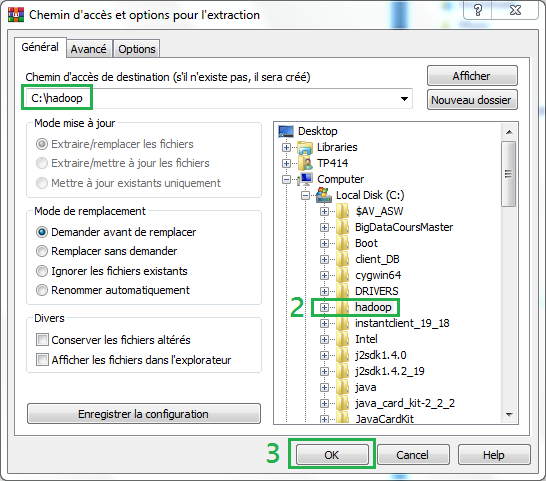 Chemin d'accès et options pour l'extraction
Général
Avancé
Options
Chemin d'accès de destination (s'il n'existe pas, il sera créé)
Afficher
C:\hadoop
Nouveau dossier
Mode mise à jour
Extraire/remplacer les fichiers
Extraire/mettre à jour les fichiers
Mettre à jour existants uniquement
Mode de remplacement
Demander avant de remplacer
Remplacer sans demander
Ignorer les fichiers existants
Renommer automatiquement
Divers
Conserver les fichiers altérés
Afficher les fichiers dans l'explorateur
Enregistrer la configuration
Desktop
Libraries
TP414
Computer
Local Disk (C:)
$AV_ASW
BigDataCoursMaster
Boot
client_DB
cygwin64
DRIVERS
2 hadoop
instantclient_19_18
Intel
j2sdk1.4.0
j2sdk1.4.2_19
java
java_card_kit-2_2_2
JavaCardKit
3 OK
Cancel
Help